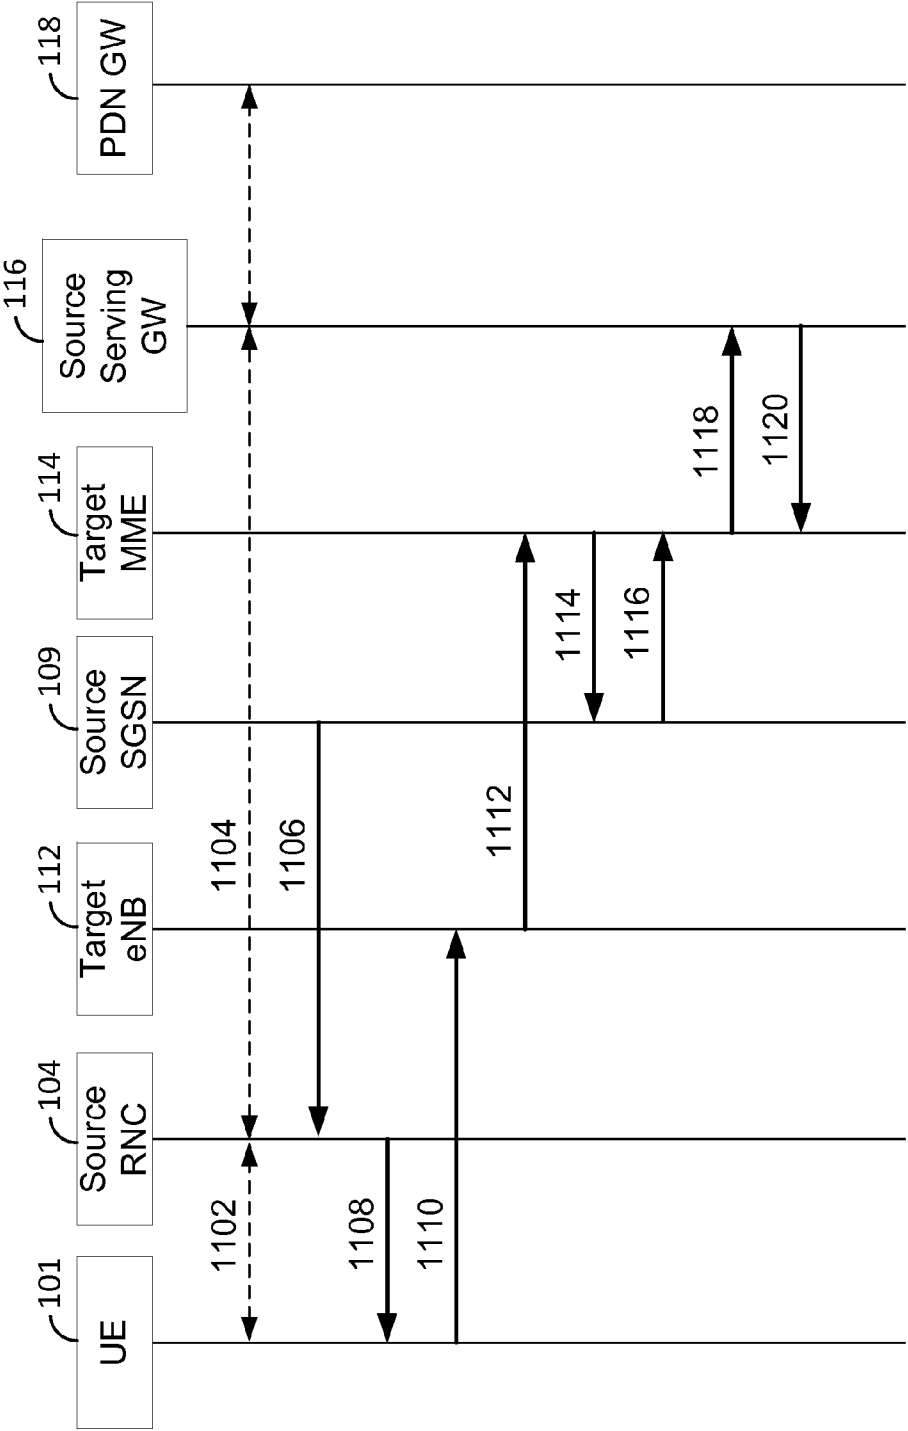 101
UE
104
Source
RNC
112
Target
eNB
109
Source
SGSN
114
Target
MME
116
Source
Serving
GW
118
PDN GW
1102
1104
1106
1108
1110
1112
1114
1116
1118
1120